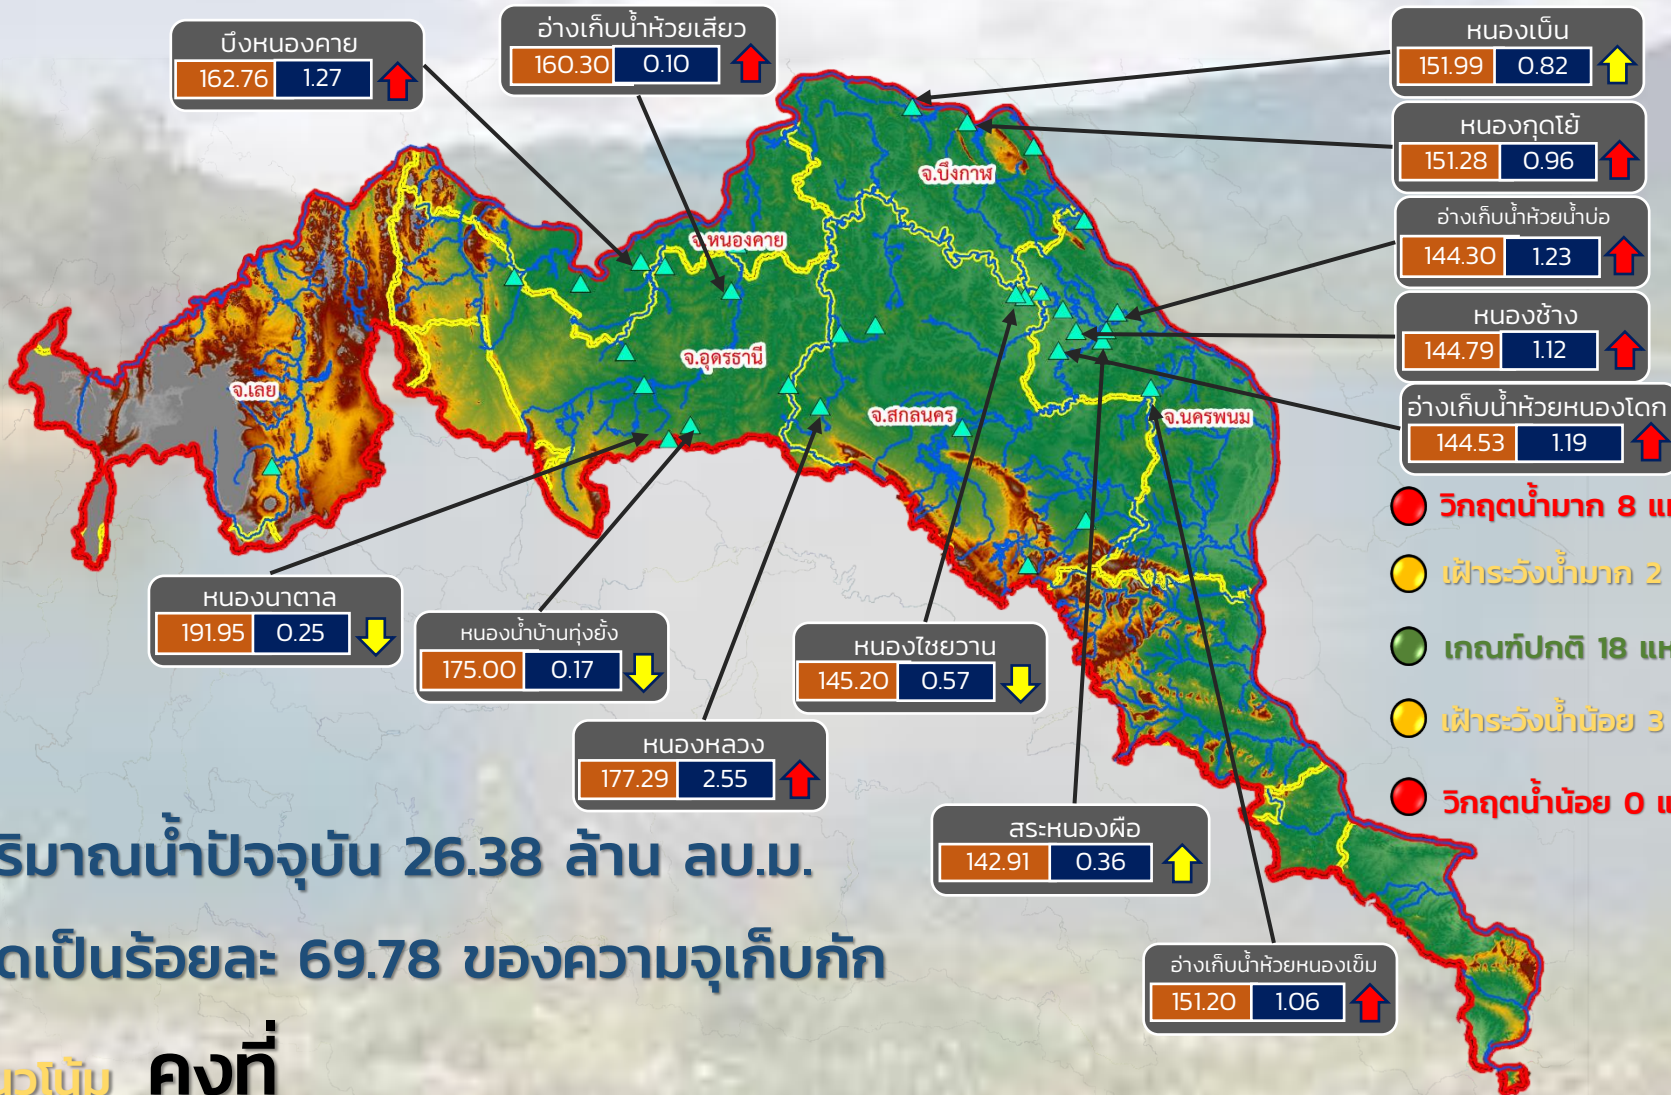 บึงหนองคาย
162.76 1.27
อ่างเก็บน้ำห้วยเสียว
160.30 0.10
หนองเบ็น
151.99 0.82
หนองกุดโย้
151.28 0.96
อ่างเก็บน้ำห้วยน้ำบ่อ
144.30 1.23
หนองช้าง
144.79 1.12
อ่างเก็บน้ำห้วยหนองโดก
144.53 1.19
จ.บึงกาฬ
จ.หนองคาย
จ.อุดรธานี
จ.เลย
จ.สกลนคร
จ.นครพนม
วิกฤตน้ำมาก 8 แ
เฝ้าระวังน้ำมาก 2
เกณฑ์ปกติ 18 แห
เฝ้าระวังน้ำน้อย 3
วิกฤตน้ำน้อย 0 แ
หนองนาตาล
191.95 0.25
หนองน้ำบ้านทุ่งยั้ง
175.00 0.17
หนองไชยวาน
145.20 0.57
หนองหลวง
177.29 2.55
สระหนองผือ
142.91 0.36
อ่างเก็บน้ำห้วยหนองเข็ม
151.20 1.06
ริมาณน้ำปัจจุบัน 26.38 ล้าน ลบ.ม.
ดเป็นร้อยละ 69.78 ของความจุเก็บกัก
นวโน้ม คงที่